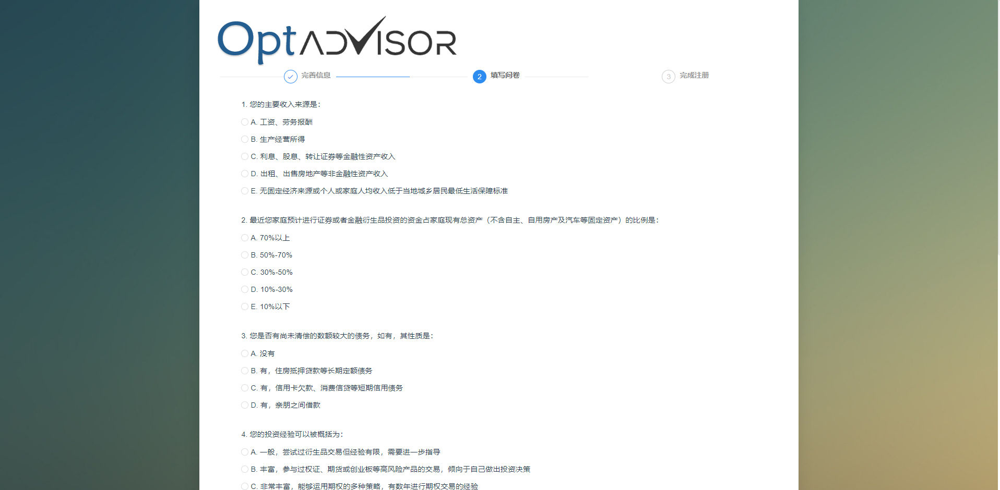 OptADVISOR
完善信息
2 填写问卷
3 完成注册
1. 您的主要收入来源是：
A. 工资、劳务报酬
B. 生产经营所得
C. 利息、股息、转让证券等金融性资产收入
D. 出租、出售房地产等非金融性资产收入
E. 无固定经济来源或个人或家庭人均收入低于当地城乡居民最低生活保障标准
2. 最近您家庭预计进行证券或者金融衍生品投资的资金占家庭现有总资产（不含自主、自用房产及汽车等固定资产）的比例是：
A. 70%以上
B. 50%-70%
C. 30%-50%
D. 10%-30%
E. 10%以下
3. 您是否有尚未清偿的数额较大的债务，如有，其性质是：
A. 没有
B. 有，住房抵押贷款等长期定额债务
C. 有，信用卡欠款、消费信贷等短期信用债务
D. 有，亲朋之间借款
4. 您的投资经验可以被概括为：
A. 一般，尝试过衍生品交易但经验有限，需要进一步指导
B. 丰富，参与过权证、期货或创业板等高风险产品的交易，倾向于自己做出投资决策
C. 非常丰富，能够运用期权的多种策略，有数年进行期权交易的经验